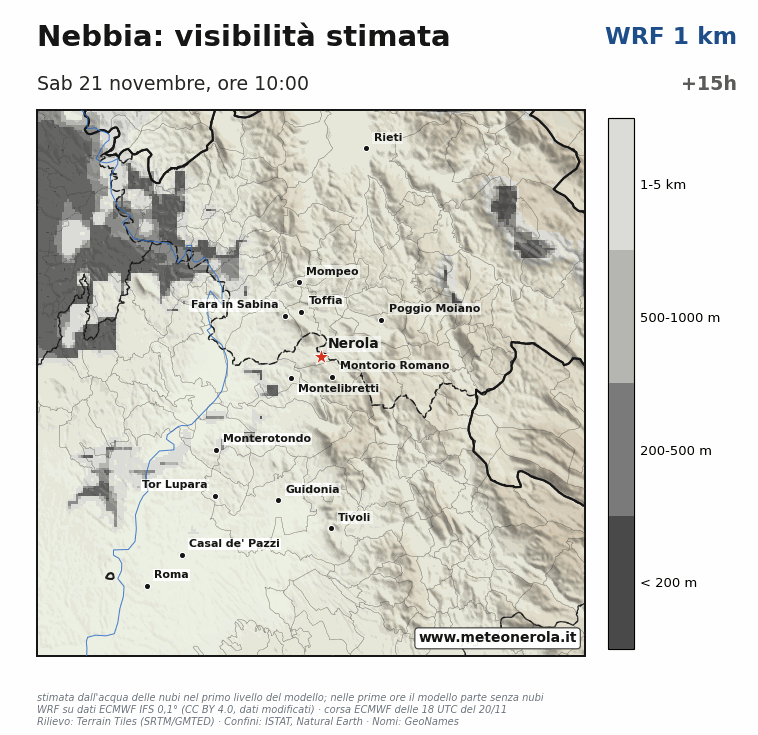 Nebbia: visibilità stimata
WRF 1 km
Sab 21 novembre, ore 10:00
+15h
Rieti
1-5 km
Mompeo
Fara in Sabina
Toffia
Poggio Moiano
500-1000 m
Nerola
Montorio Romano
Montelibretti
Monterotondo
200-500 m
Tor Lupara
Guidonia
Tivoli
Casal de' Pazzi
Roma
< 200 m
www.meteonerola.it
stimata dall'acqua delle nubi nel primo livello del modello; nelle prime ore il modello parte senza nubi
WRF su dati ECMWF IFS 0,1° (CC BY 4.0, dati modificati) · corsa ECMWF delle 18 UTC del 20/11
Rilievo: Terrain Tiles (SRTM/GMTED) · Confini: ISTAT, Natural Earth · Nomi: GeoNames